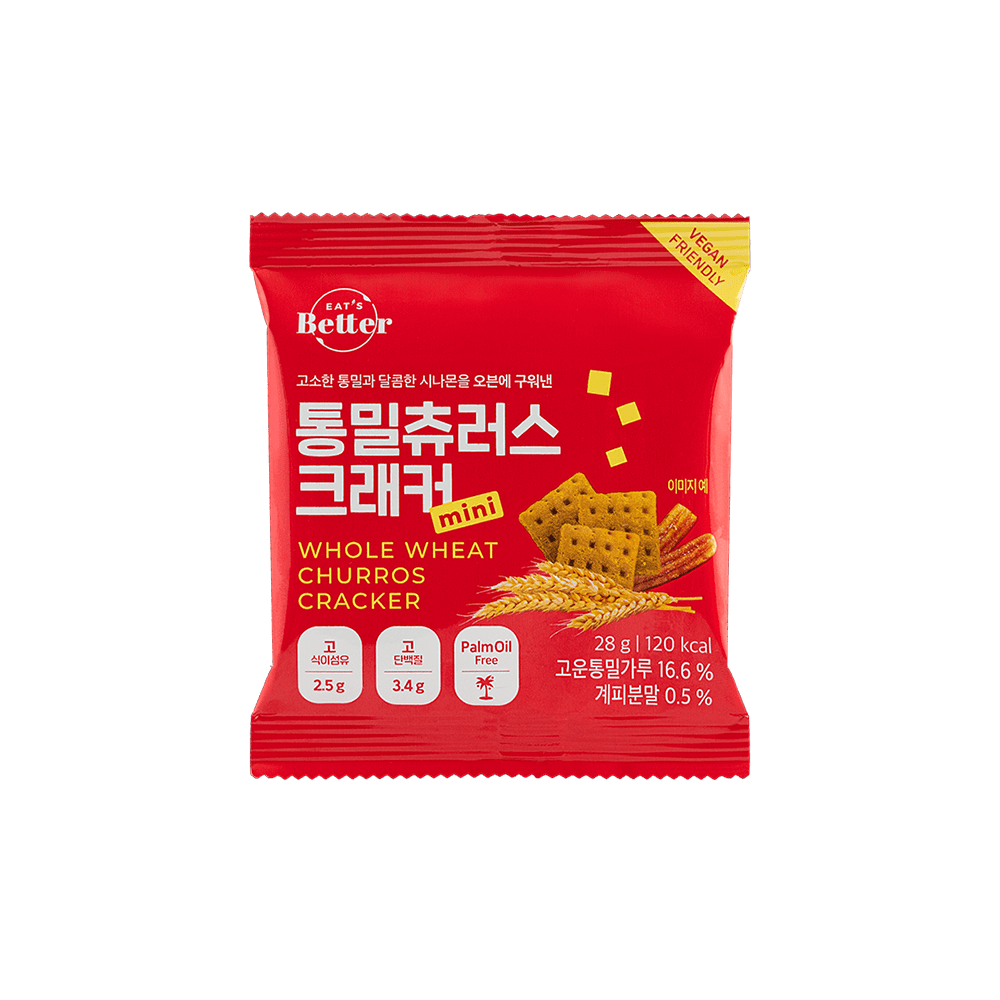 VEGAN
FRIENDLY
EAT'S
Better
고소한 통밀과 달콤한 시나몬을 오븐에 구워낸
통밀츄러스
크래커
mini
이미지 예
WHOLE WHEAT
CHURROS
CRACKER
고
식이섬유
2.5 g
고
단백질
3.4 g
Palm Oil
Free
28 g | 120 kcal
고운통밀가루 16.6 %
계피분말 0.5 %